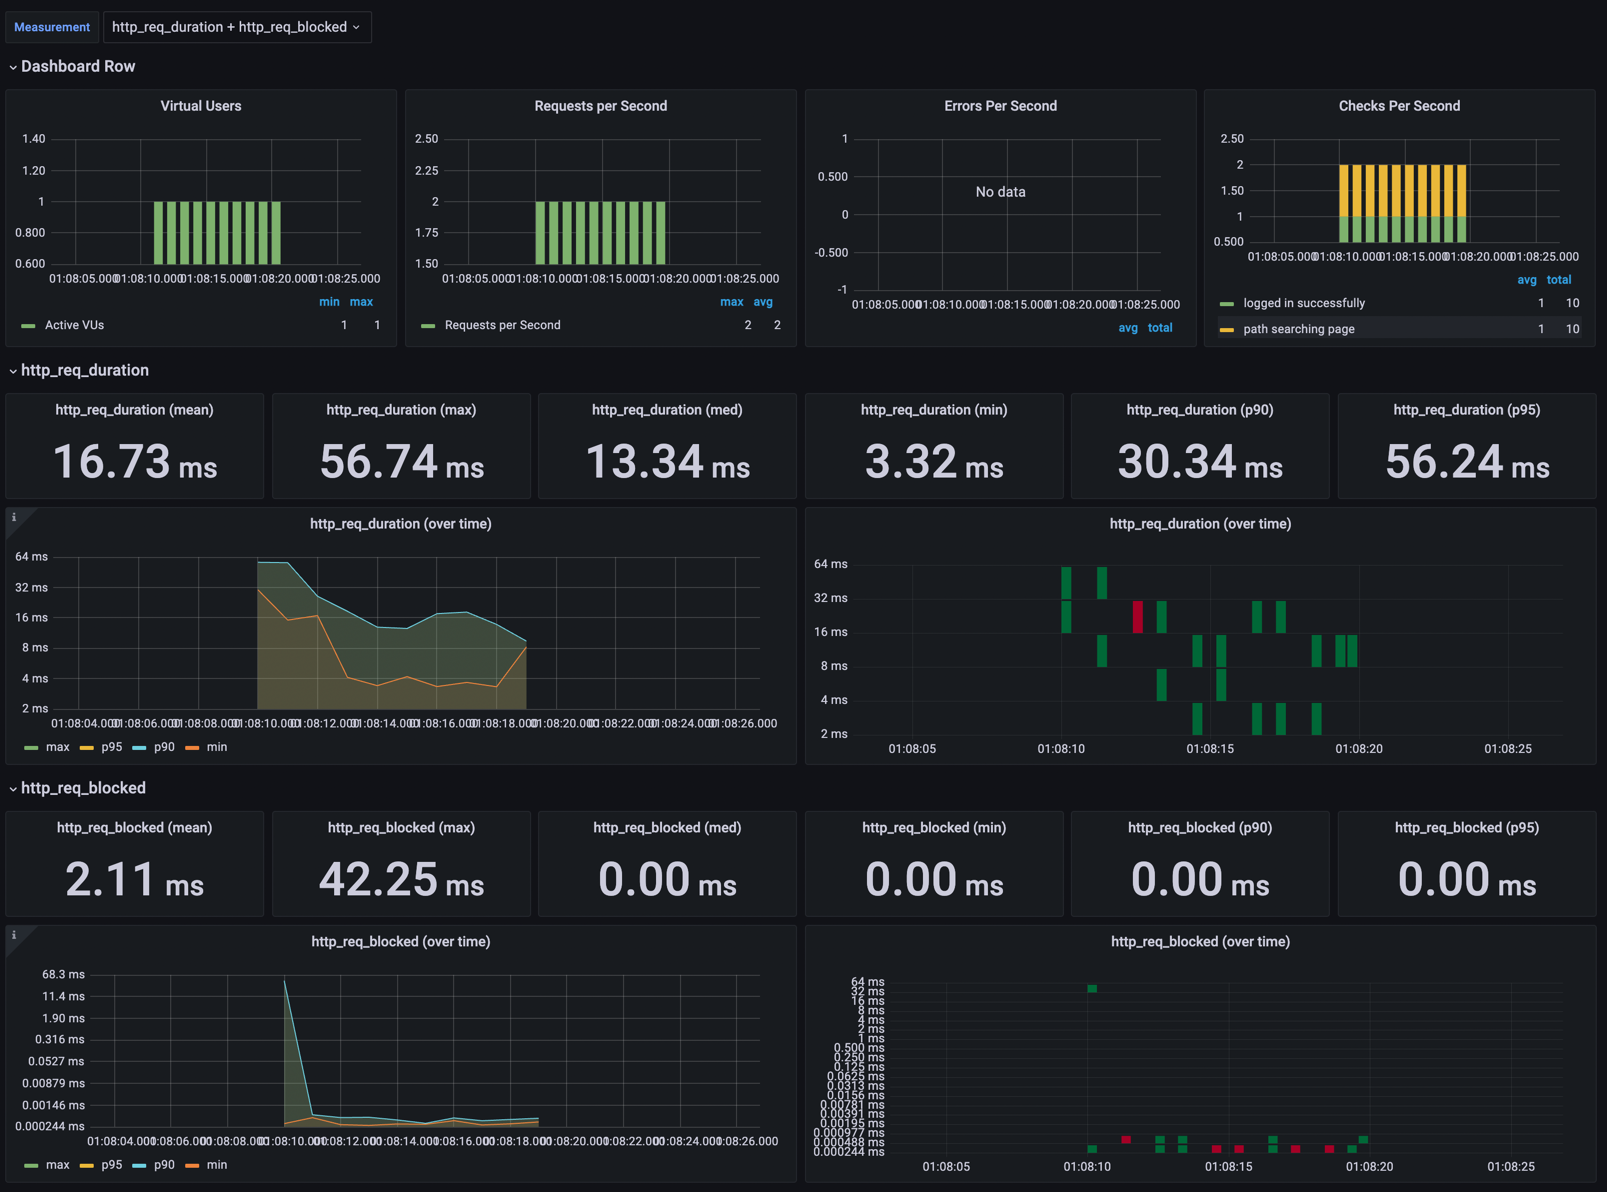 Measurement http_req_duration + http_req_blocked
Dashboard Row
Virtual Users
1.40
1.20
1
0.800
0.600
01:08:05.000 01:08:10.000 01:08:15.000 01:08:20.000 01:08:25.000
min max
Active VUs 1 1
Requests per Second
2.50
2.25
2
1.75
1.50
01:08:05.000 01:08:10.000 01:08:15.000 01:08:20.000 01:08:25.000
max avg
Requests per Second 2 2
Errors Per Second
1
0.500
0
-0.500
-1
No data
01:08:05.000 01:08:10.000 01:08:15.000 01:08:20.000 01:08:25.000
avg total
Checks Per Second
2.50
2
1.50
1
0.500
01:08:05.000 01:08:10.000 01:08:15.000 01:08:20.000 01:08:25.000
avg total
logged in successfully 1 10
path searching page 1 10
http_req_duration
http_req_duration (mean)
16.73 ms
http_req_duration (max)
56.74 ms
http_req_duration (med)
13.34 ms
http_req_duration (min)
3.32 ms
http_req_duration (p90)
30.34 ms
http_req_duration (p95)
56.24 ms
i
http_req_duration (over time)
64 ms
32 ms
16 ms
8 ms
4 ms
2 ms
01:08:04.000 01:08:06.000 01:08:08.000 01:08:10.000 01:08:12.000 01:08:14.000 01:08:16.000 01:08:18.000 01:08:20.000 01:08:22.000 01:08:24.000 01:08:26.000
max p95 p90 min
http_req_duration (over time)
64 ms
32 ms
16 ms
8 ms
4 ms
2 ms
01:08:05 01:08:10 01:08:15 01:08:20 01:08:25
http_req_blocked
http_req_blocked (mean)
2.11 ms
http_req_blocked (max)
42.25 ms
http_req_blocked (med)
0.00 ms
http_req_blocked (min)
0.00 ms
http_req_blocked (p90)
0.00 ms
http_req_blocked (p95)
0.00 ms
i
http_req_blocked (over time)
68.3 ms
11.4 ms
1.90 ms
0.316 ms
0.0527 ms
0.00879 ms
0.00146 ms
0.000244 ms
01:08:04.000 01:08:06.000 01:08:08.000 01:08:10.000 01:08:12.000 01:08:14.000 01:08:16.000 01:08:18.000 01:08:20.000 01:08:22.000 01:08:24.000 01:08:26.000
max p95 p90 min
http_req_blocked (over time)
64 ms
32 ms
16 ms
8 ms
4 ms
2 ms
1 ms
0.500 ms
0.250 ms
0.125 ms
0.0625 ms
0.0313 ms
0.0156 ms
0.00781 ms
0.00391 ms
0.00195 ms
0.000977 ms
0.000488 ms
0.000244 ms
01:08:05 01:08:10 01:08:15 01:08:20 01:08:25